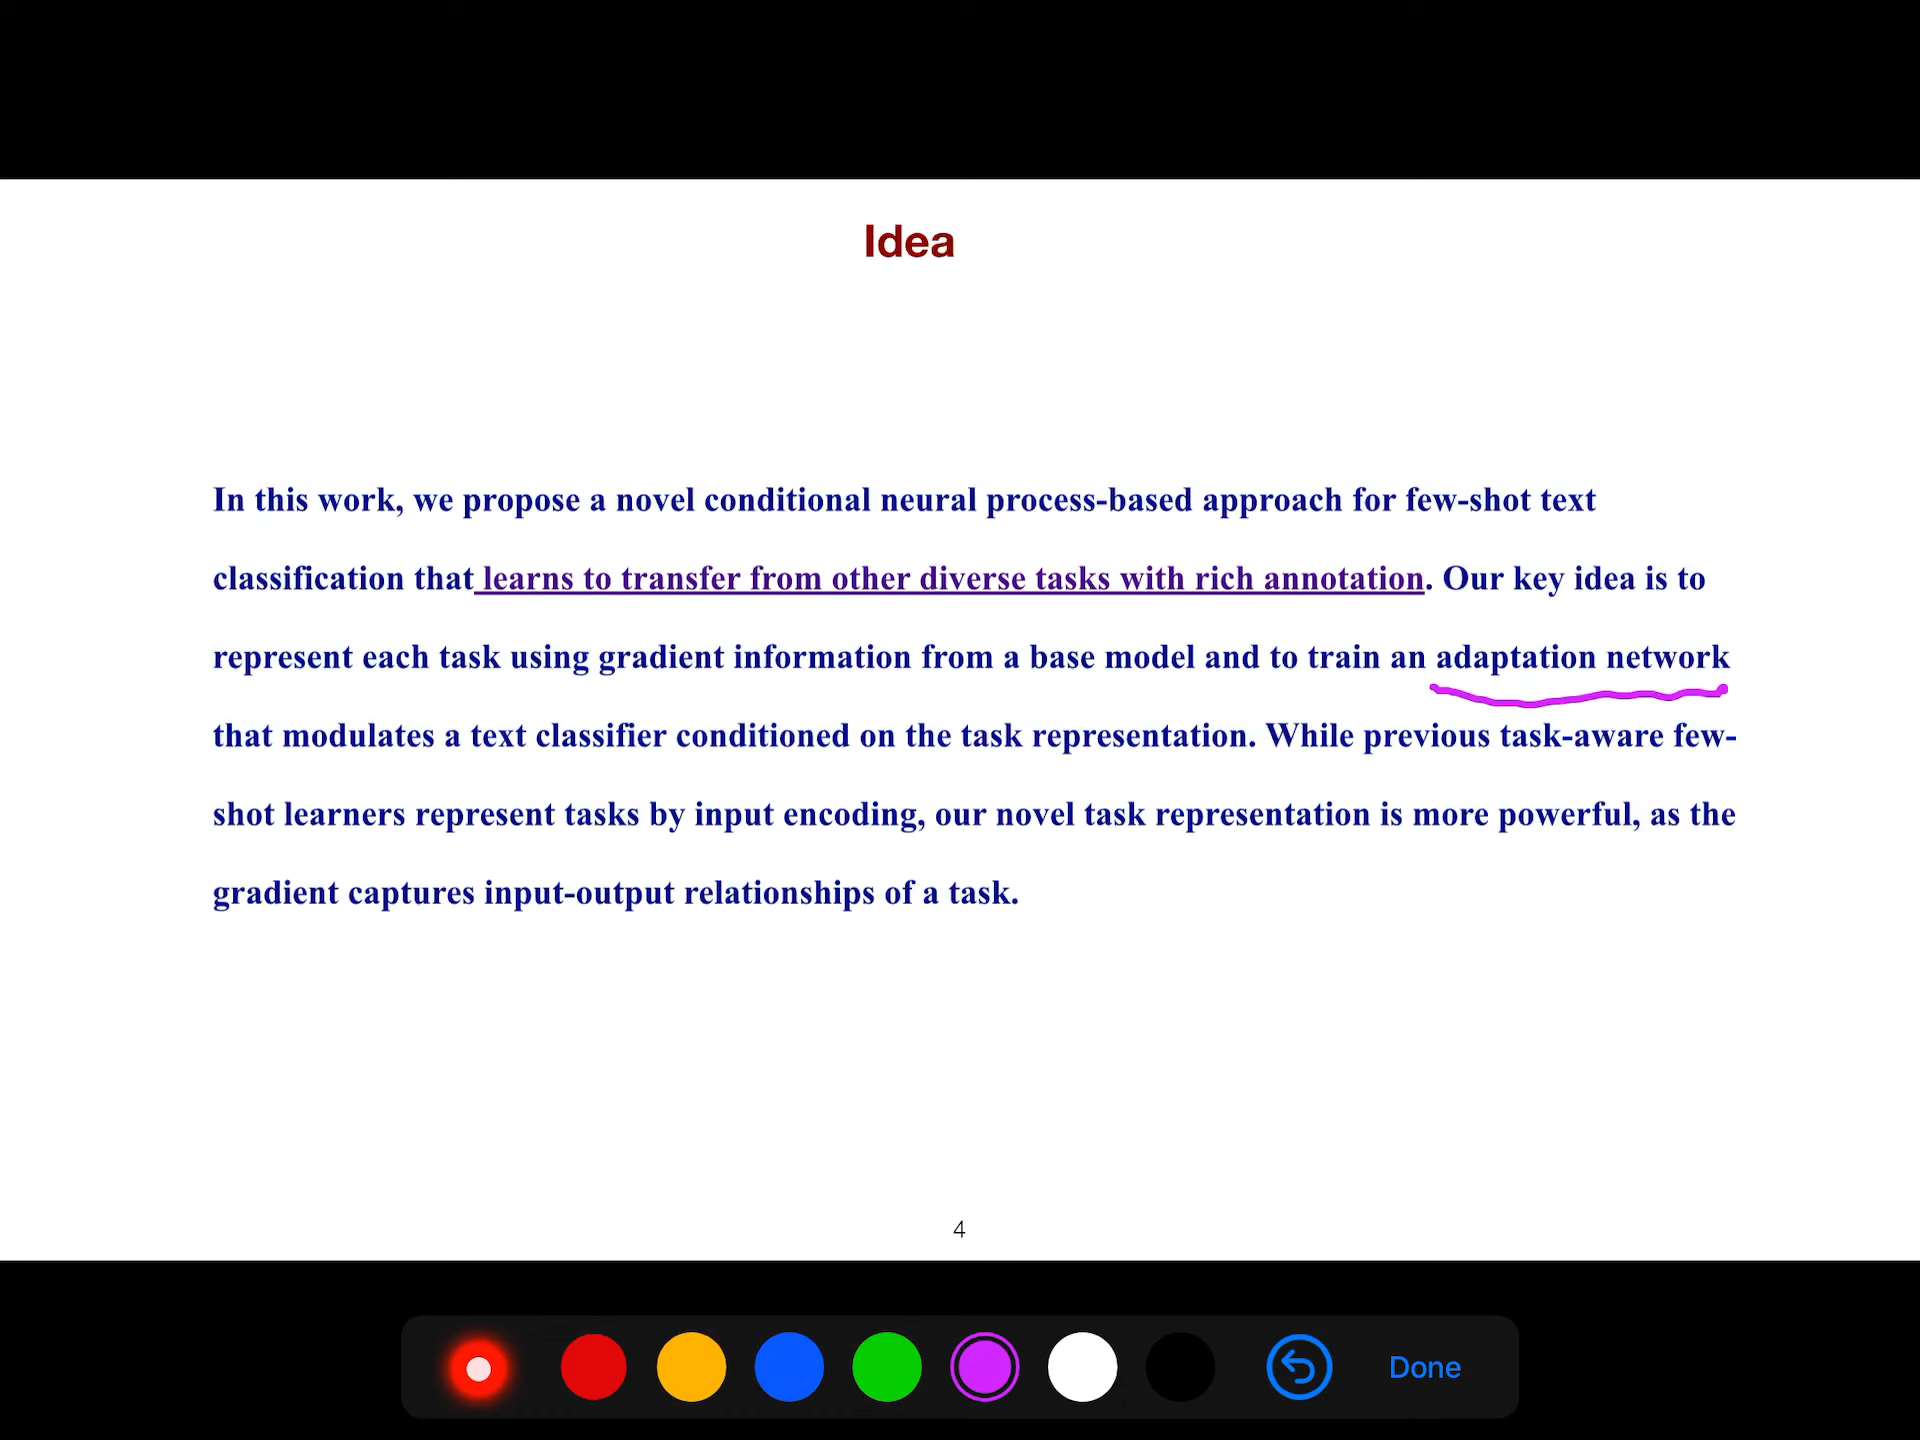 Idea
In this work, we propose a novel conditional neural process-based approach for few-shot text
classification that learns to transfer from other diverse tasks with rich annotation. Our key idea is to
represent each task using gradient information from a base model and to train an adaptation network
that modulates a text classifier conditioned on the task representation. While previous task-aware few-
shot learners represent tasks by input encoding, our novel task representation is more powerful, as the
gradient captures input-output relationships of a task.
4
Done